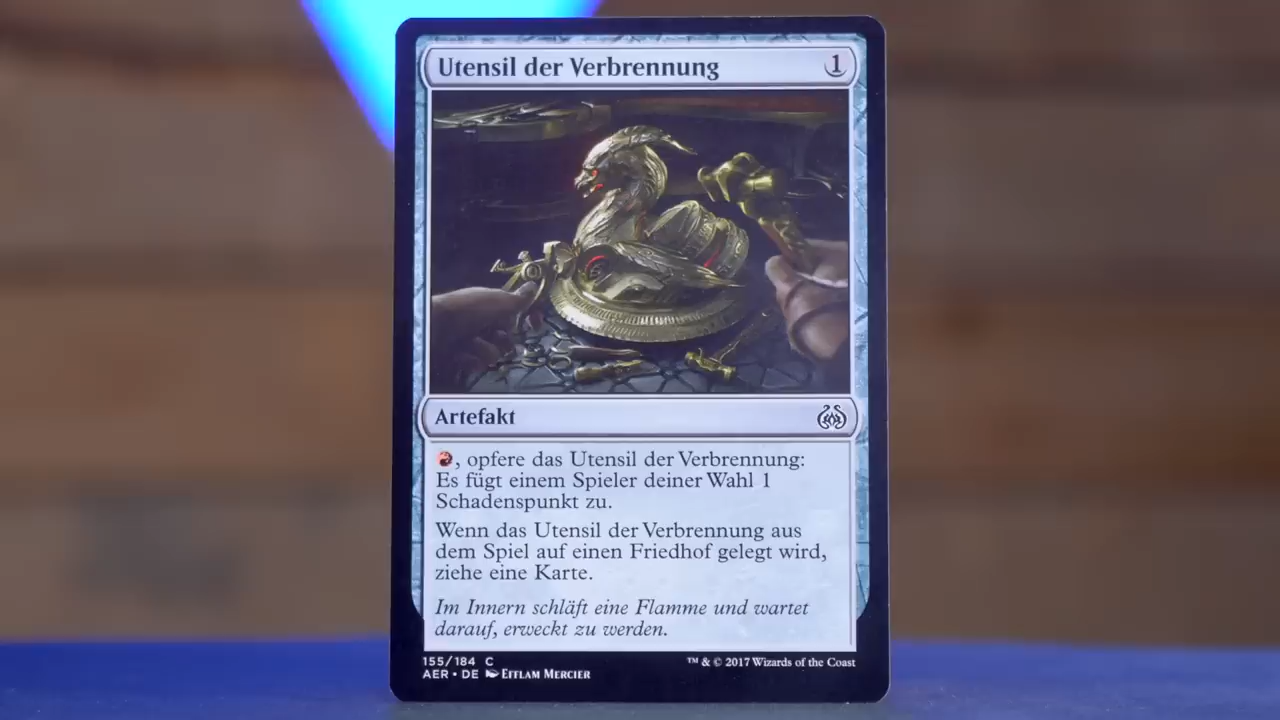 Utensil der Verbrennung 1
Artefakt
, opfere das Utensil der Verbrennung:
Es fügt einem Spieler deiner Wahl 1
Schadenspunkt zu.
Wenn das Utensil der Verbrennung aus
dem Spiel auf einen Friedhof gelegt wird,
ziehe eine Karte.
Im Innern schläft eine Flamme und wartet
darauf, erweckt zu werden.
155/184 C
AER • DE Efflam Mercier
™ & © 2017 Wizards of the Coast